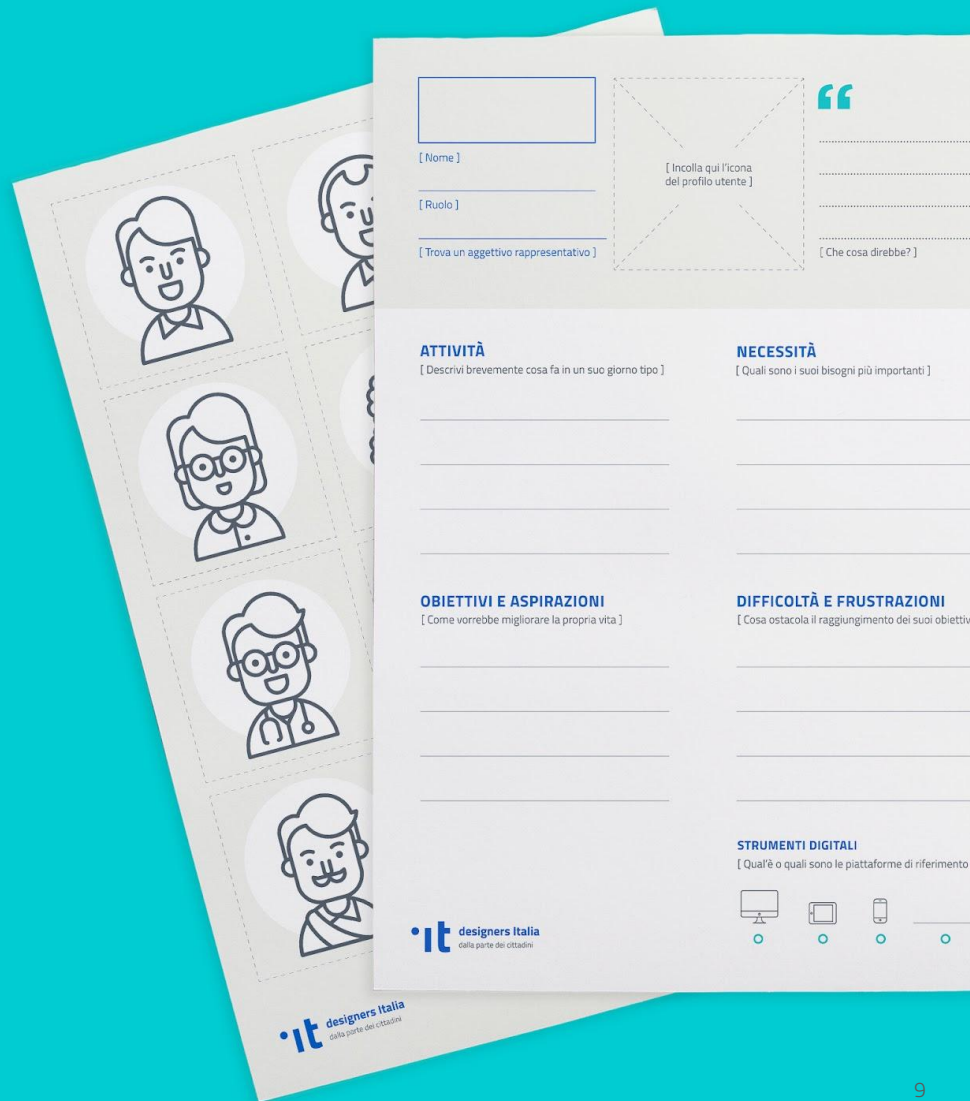 [ Nome ]
[ Ruolo ]
[ Trova un aggettivo rappresentativo ]
[ Incolla qui l'icona
del profilo utente ]
“
[ Che cosa direbbe? ]
ATTIVITÀ
[ Descrivi brevemente cosa fa in un suo giorno tipo ]
NECESSITÀ
[ Quali sono i suoi bisogni più importanti ]
OBIETTIVI E ASPIRAZIONI
[ Come vorrebbe migliorare la propria vita ]
DIFFICOLTÀ E FRUSTRAZIONI
[ Cosa ostacola il raggiungimento dei suoi
STRUMENTI DIGITALI
[ Qual'è o quali sono le piattaforme di riferimento
it designers Italia
dalla parte dei cittadini
it designers Italia
dalla parte dei cittadini
9